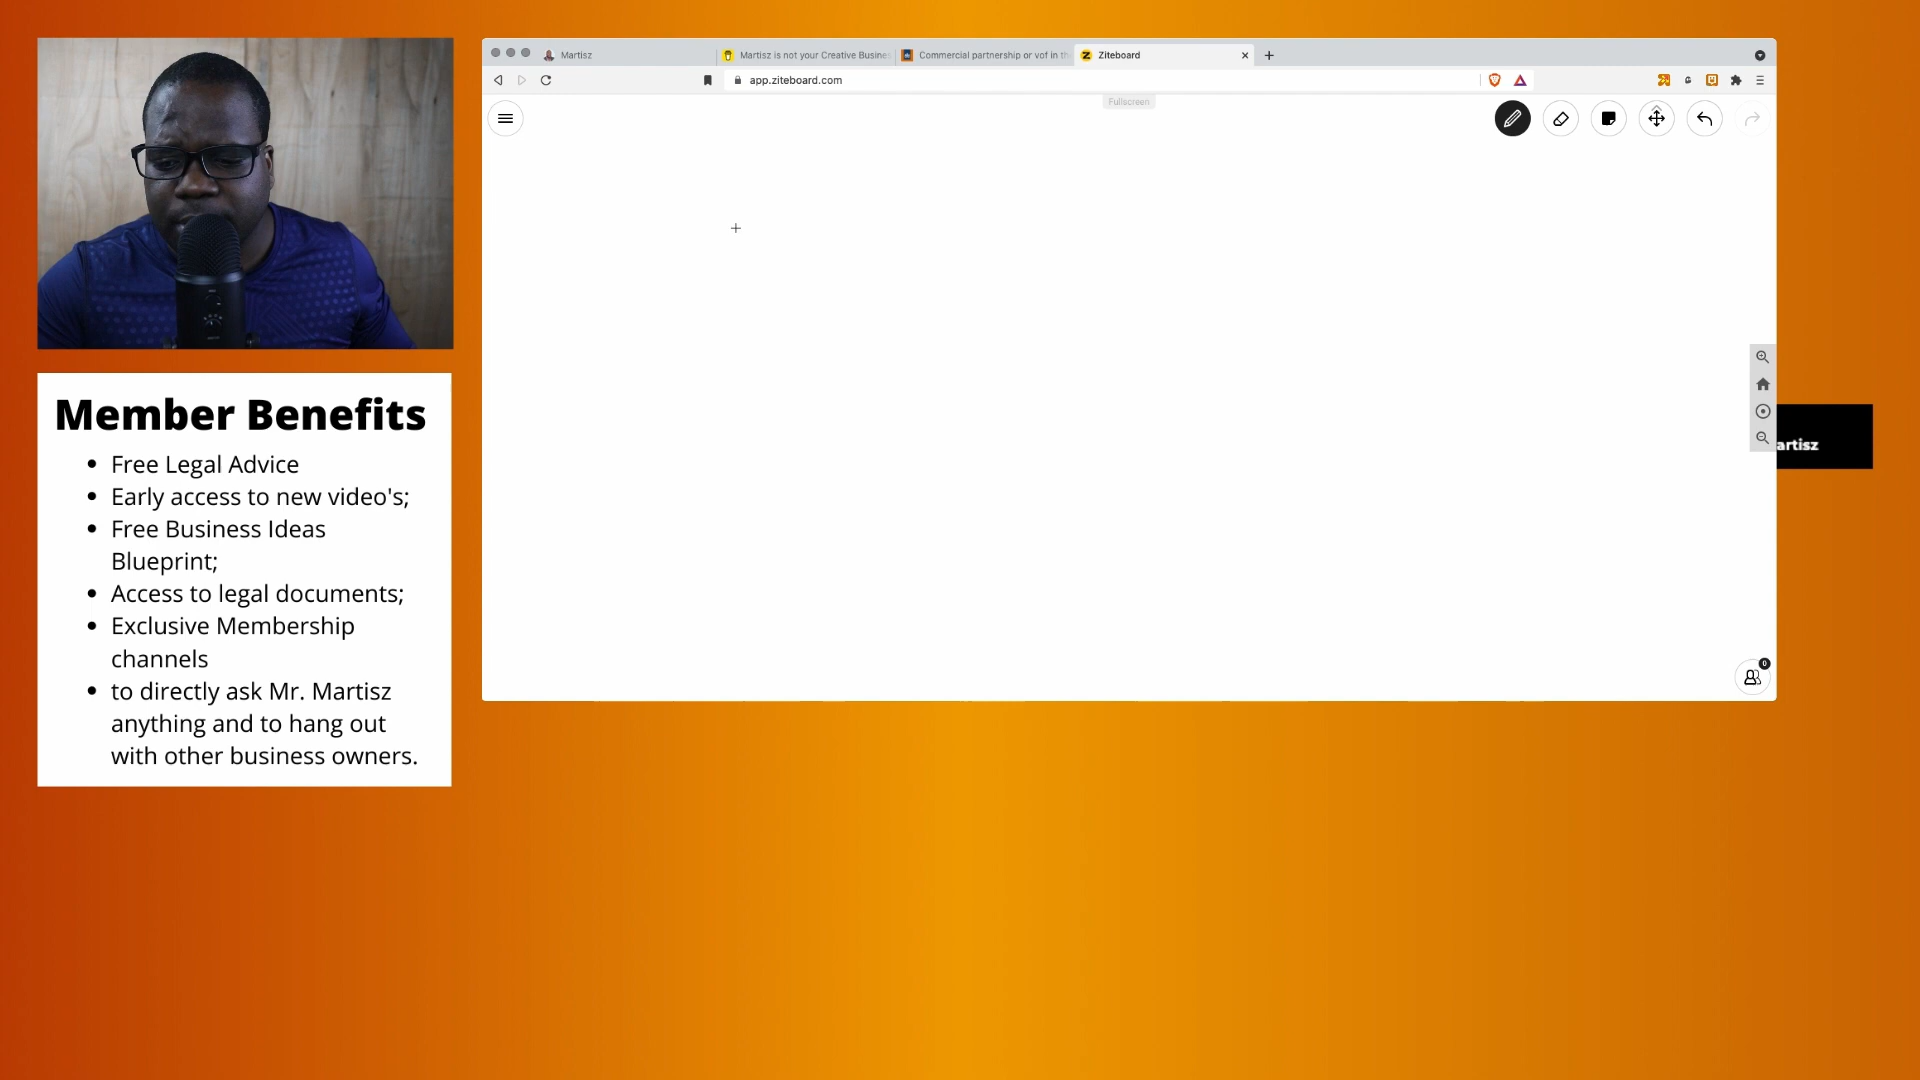 Martisz
Martisz is not your Creative Busines
Commercial partnership or vof in th
Ziteboard
app.ziteboard.com
Fullscreen
Member Benefits
Free Legal Advice
Early access to new video's;
Free Business Ideas
Blueprint;
Access to legal documents;
Exclusive Membership
channels
to directly ask Mr. Martisz
anything and to hang out
with other business owners.
artisz
0